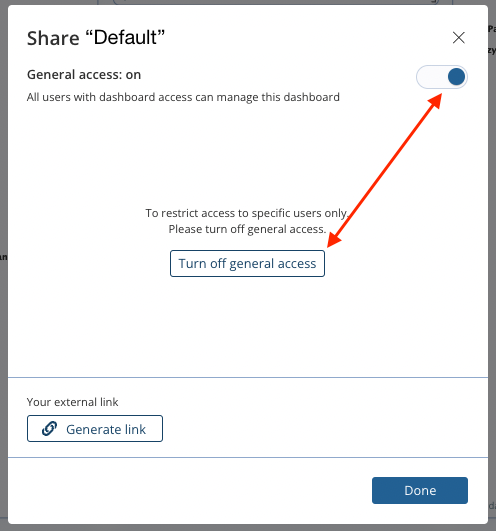 Share “Default”
General access: on
All users with dashboard access can manage this dashboard
To restrict access to specific users only,
Please turn off general access.
Turn off general access
Your external link
Generate link
Done